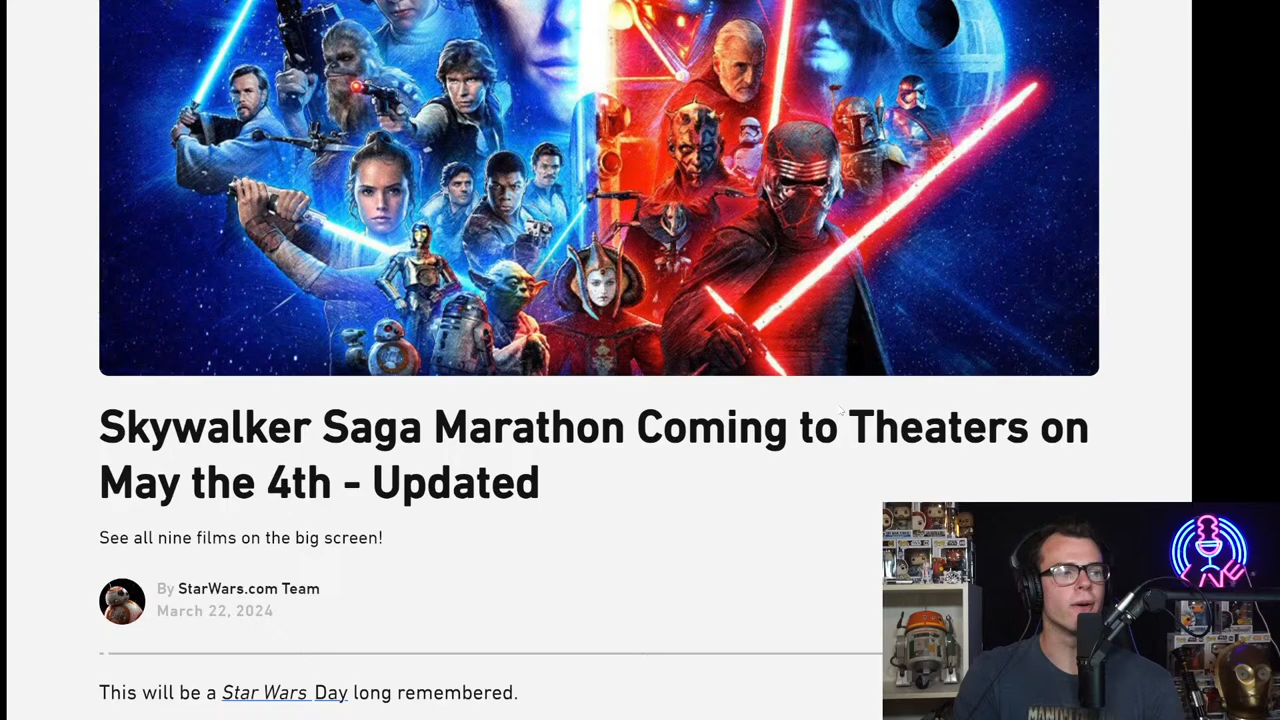 Skywalker Saga Marathon Coming to Theaters on
May the 4th - Updated
See all nine films on the big screen!
By StarWars.com Team
March 22, 2024
This will be a Star Wars Day long remembered.